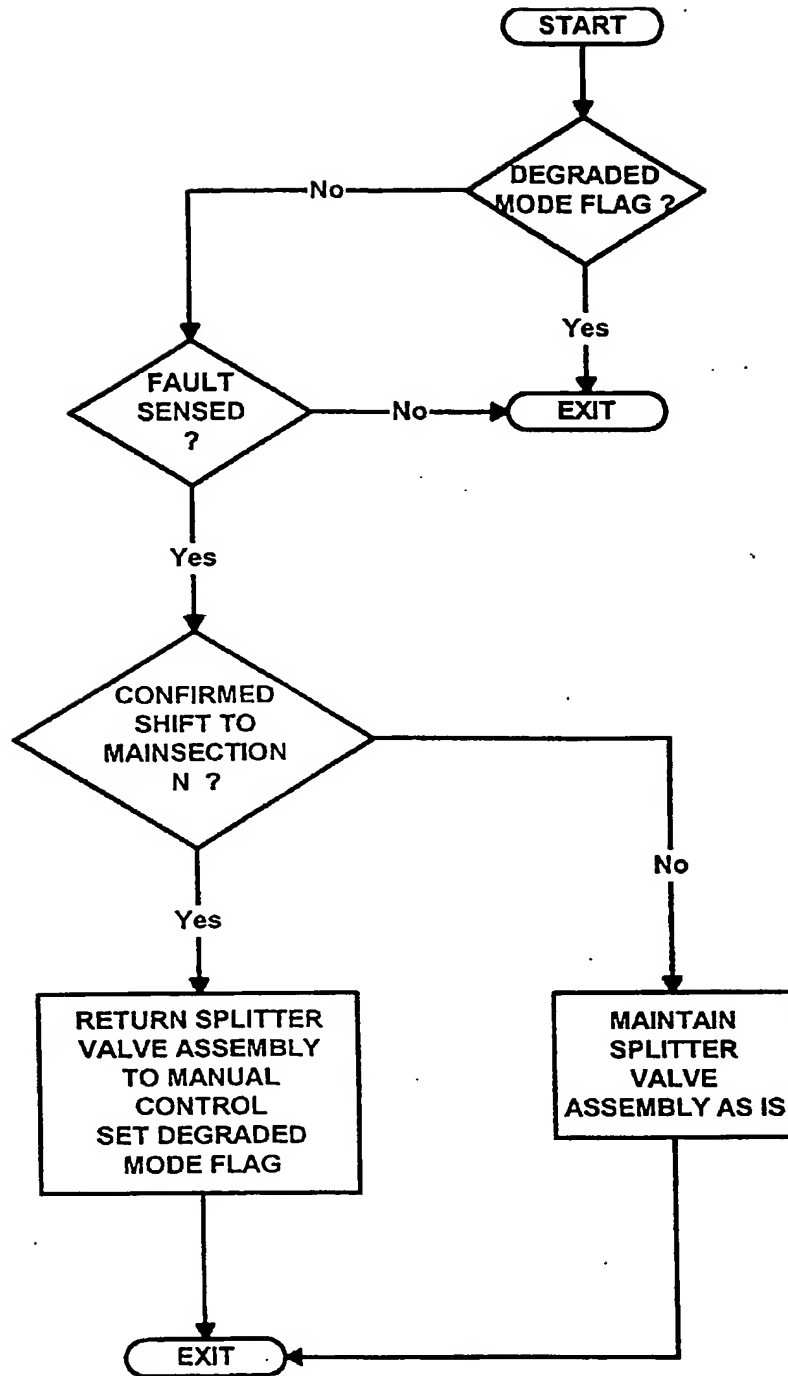 START
DEGRADED
MODE FLAG ?
No
Yes
FAULT
SENSED
?
No
EXIT
Yes
CONFIRMED
SHIFT TO
MAINSECTION
N ?
No
Yes
RETURN SPLITTER
VALVE ASSEMBLY
TO MANUAL
CONTROL
SET DEGRADED
MODE FLAG
MAINTAIN
SPLITTER
VALVE
ASSEMBLY AS IS
EXIT